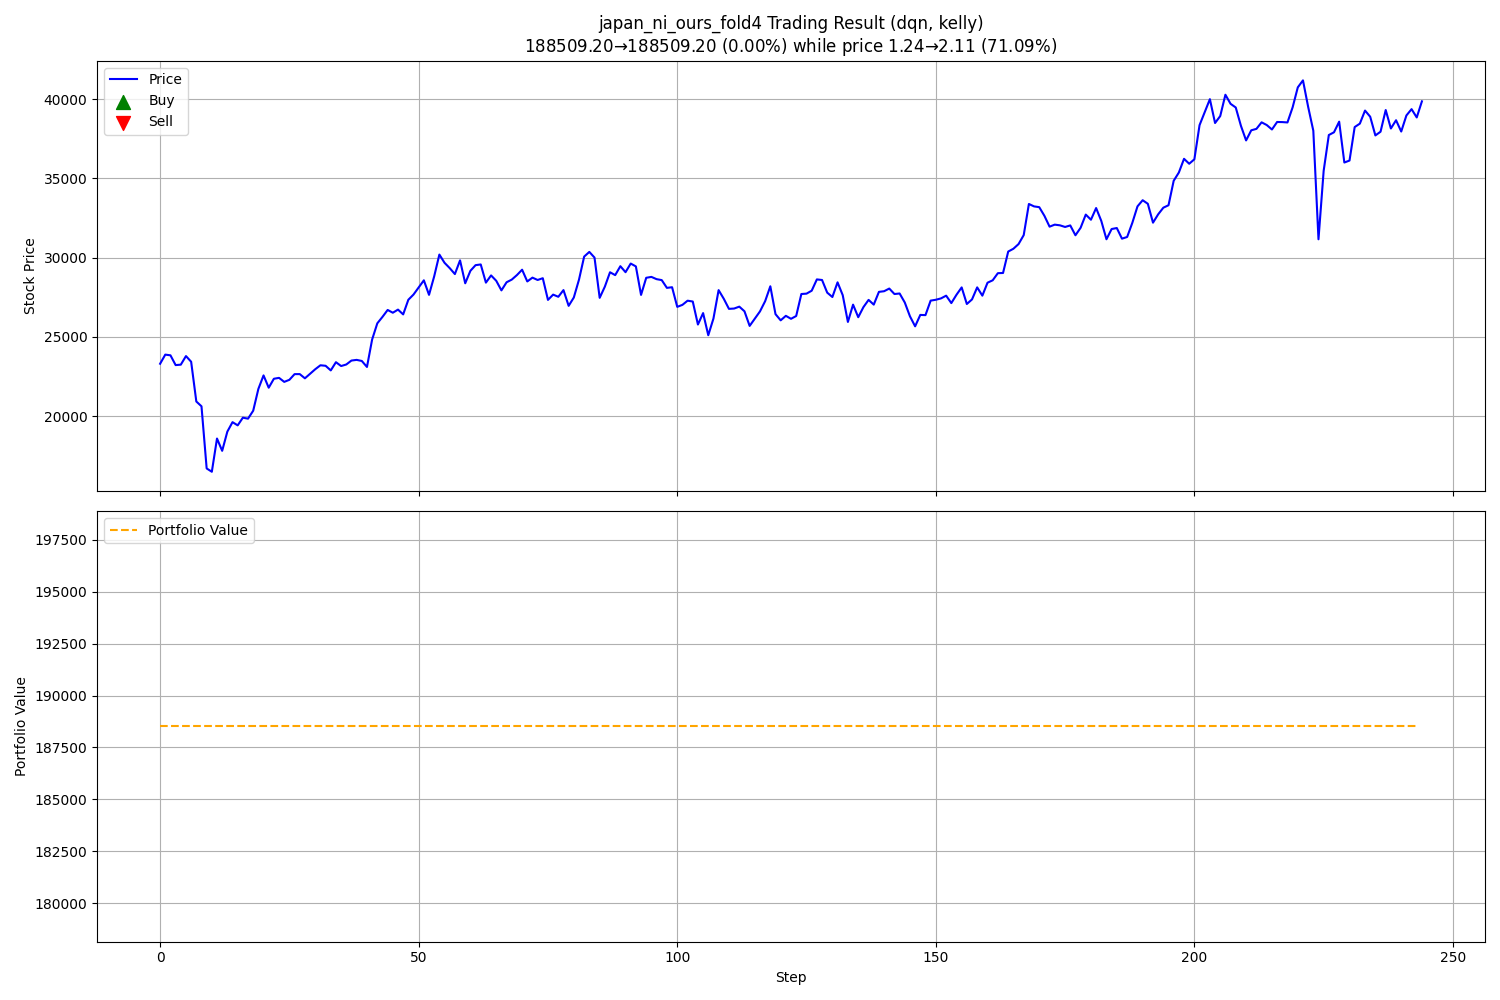 japan_ni_ours_fold4 Trading Result (dqn, kelly)
188509.20→188509.20 (0.00%) while price 1.24→2.11 (71.09%)
Price
Buy
Sell
40000
35000
30000
25000
20000
Stock Price
Portfolio Value
197500
195000
192500
190000
187500
185000
182500
180000
Portfolio Value
0
50
100
150
200
250
Step